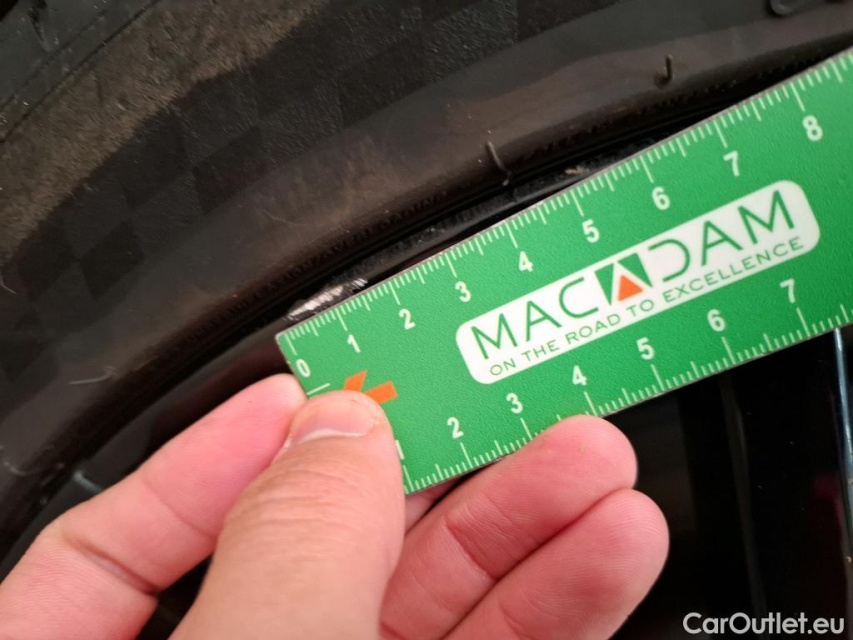 0 1 2 3 4 5 6 7 8
MACADAM
ON THE ROAD TO EXCELLENCE
2 3 4 5 6 7
CarOutlet.eu